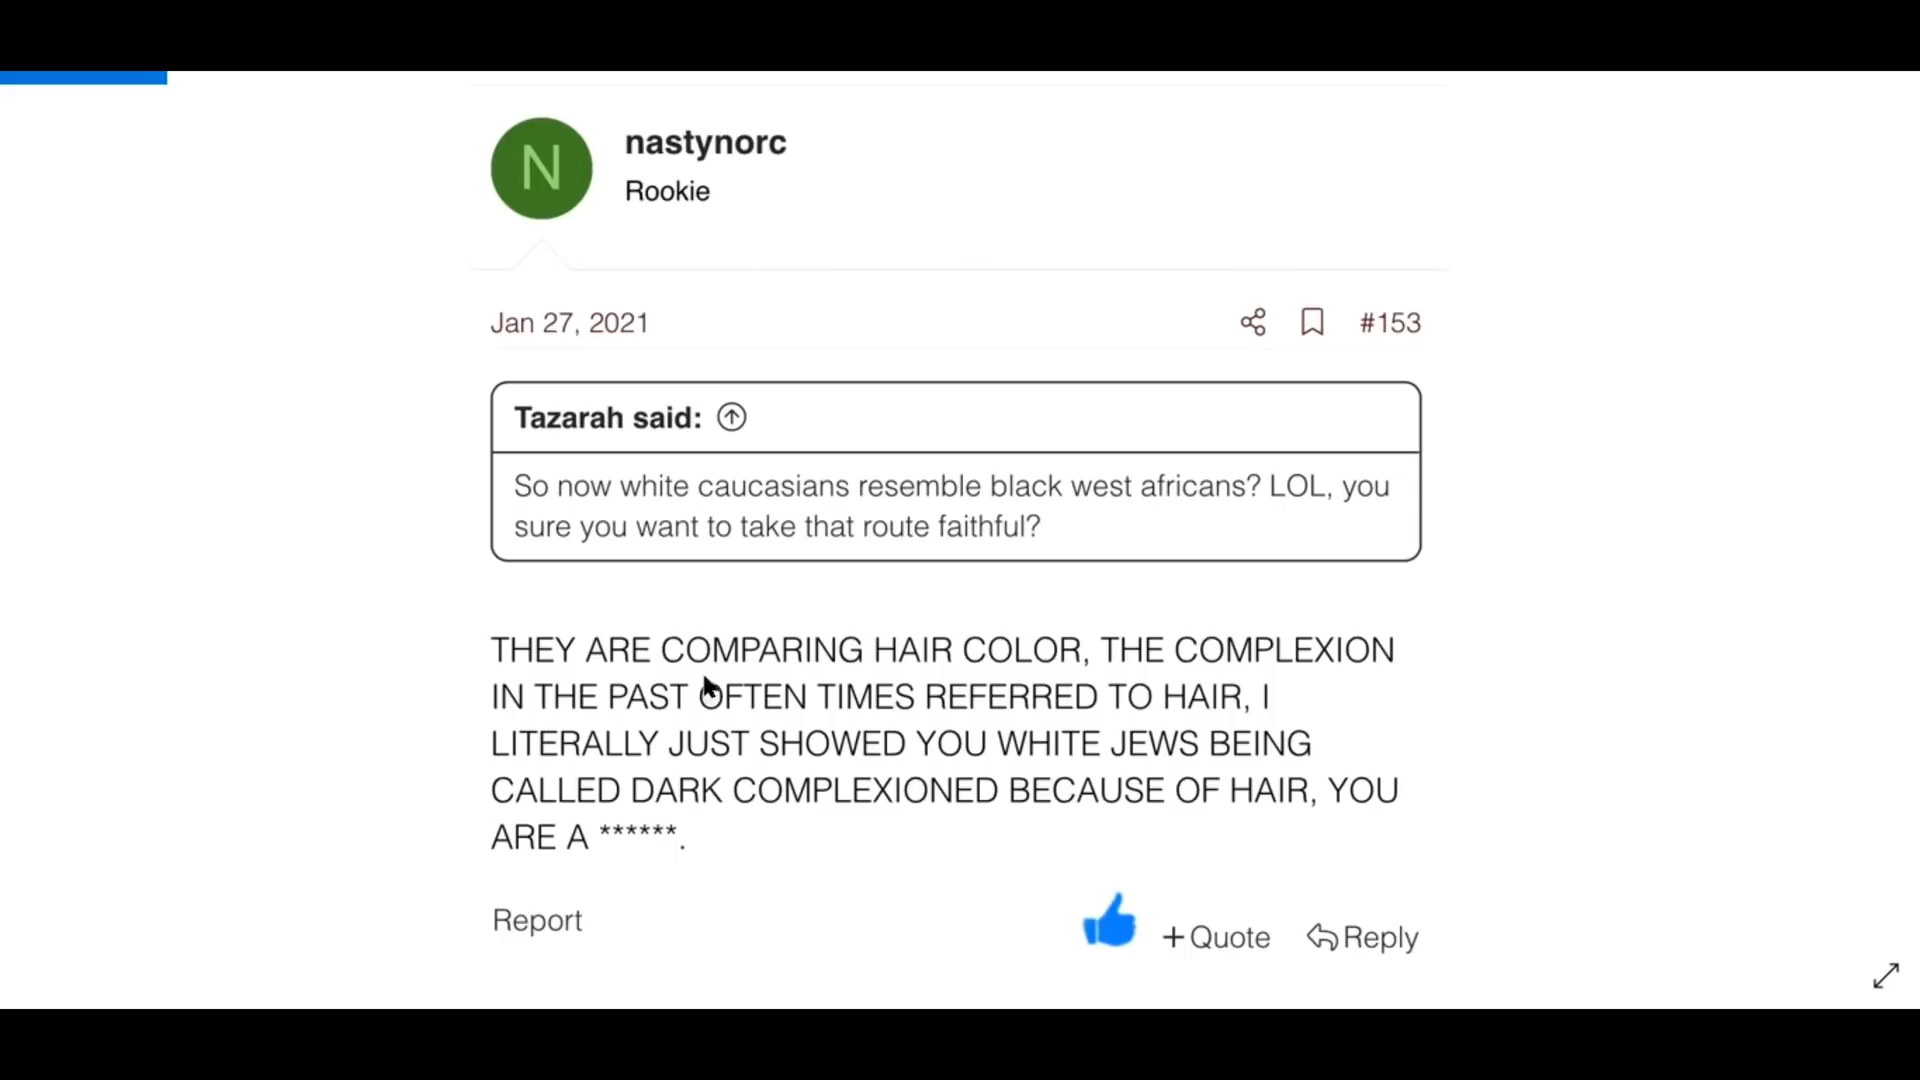 N
nastynorc
Rookie
Jan 27, 2021
#153
Tazarah said:
So now white caucasians resemble black west africans? LOL, you
sure you want to take that route faithful?
THEY ARE COMPARING HAIR COLOR, THE COMPLEXION
IN THE PAST OFTEN TIMES REFERRED TO HAIR, I
LITERALLY JUST SHOWED YOU WHITE JEWS BEING
CALLED DARK COMPLEXIONED BECAUSE OF HAIR, YOU
ARE A ******.
Report
+Quote
Reply